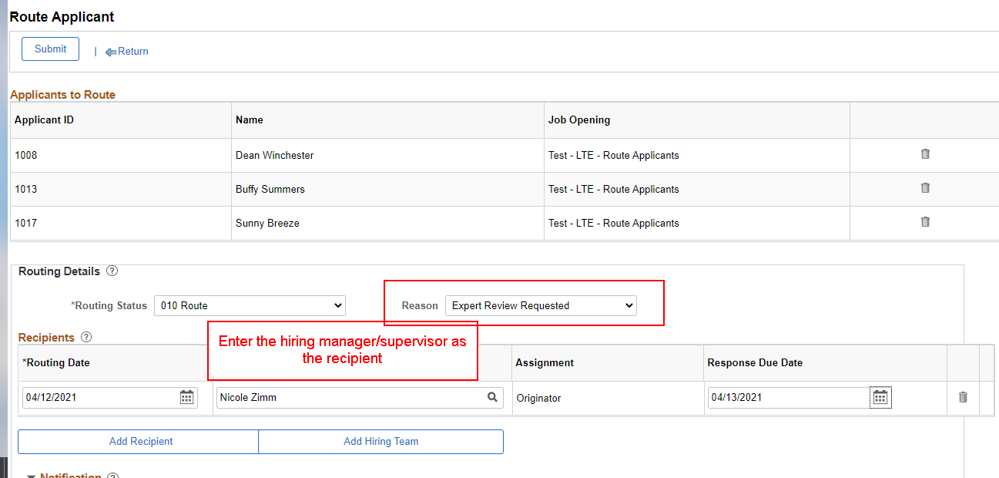 Route Applicant
Submit | Return
Applicants to Route
Applicant ID Name Job Opening
1008 Dean Winchester Test - LTE - Route Applicants
1013 Buffy Summers Test - LTE - Route Applicants
1017 Sunny Breeze Test - LTE - Route Applicants
Routing Details ?
*Routing Status 010 Route Reason Expert Review Requested
Recipients ?
Enter the hiring manager/supervisor as
the recipient
*Routing Date Assignment Response Due Date
04/12/2021 Nicole Zimm Originator 04/13/2021
Add Recipient Add Hiring Team
Notification ?